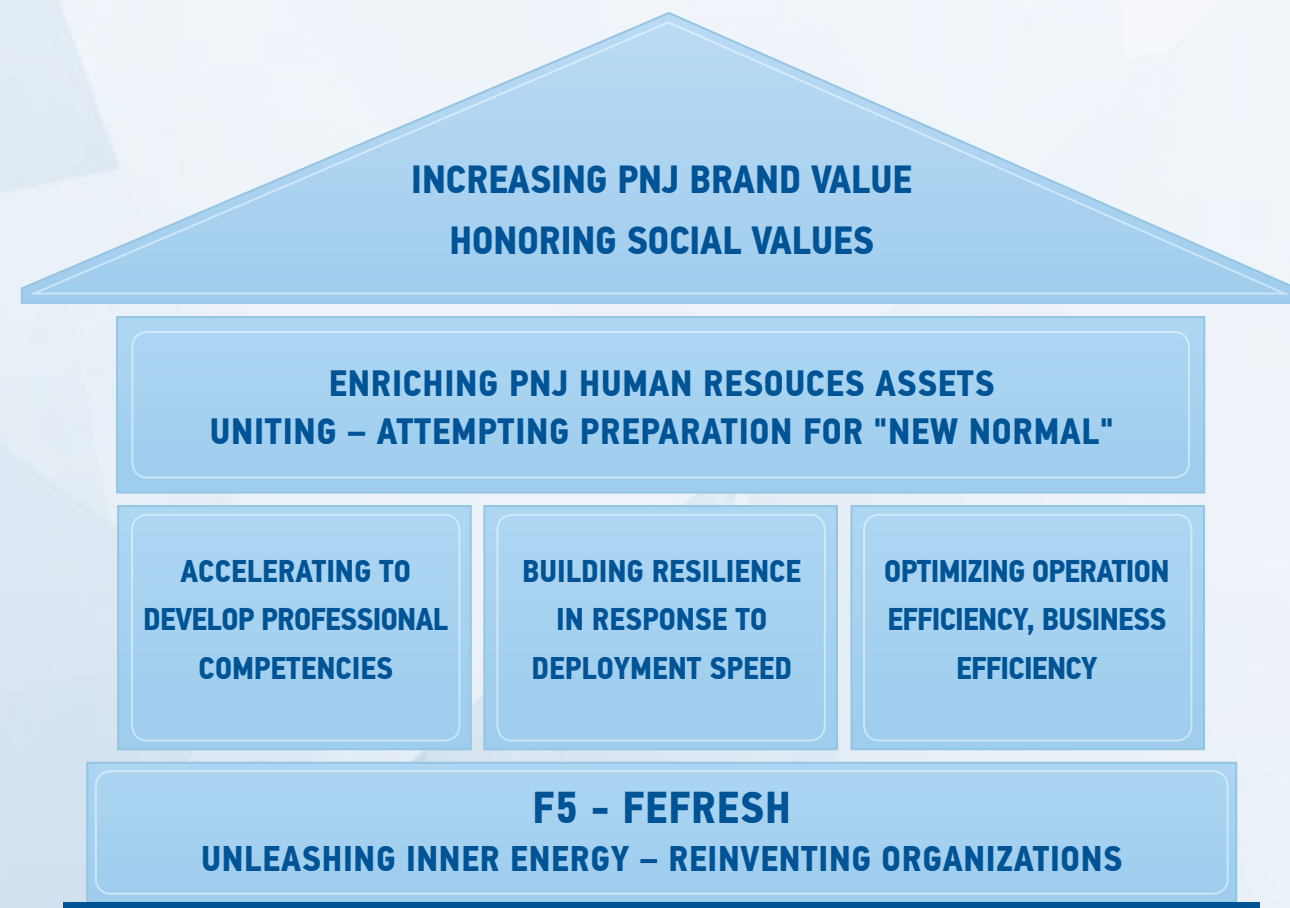 INCREASING PNJ BRAND VALUE
HONORING SOCIAL VALUES
ENRICHING PNJ HUMAN RESOUCES ASSETS
UNITING – ATTEMPTING PREPARATION FOR "NEW NORMAL"
ACCELERATING TO
DEVELOP PROFESSIONAL
COMPETENCIES
BUILDING RESILIENCE
IN RESPONSE TO
DEPLOYMENT SPEED
OPTIMIZING OPERATION
EFFICIENCY, BUSINESS
EFFICIENCY
F5 - FEFRESH
UNLEASHING INNER ENERGY – REINVENTING ORGANIZATIONS